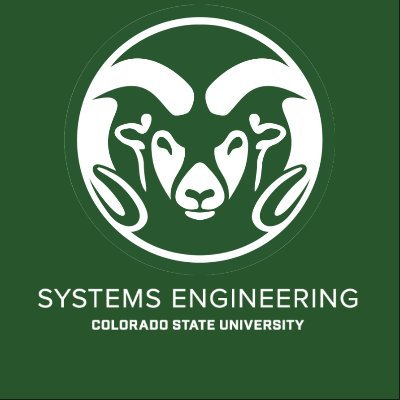 SYSTEMS ENGINEERING
COLORADO STATE UNIVERSITY